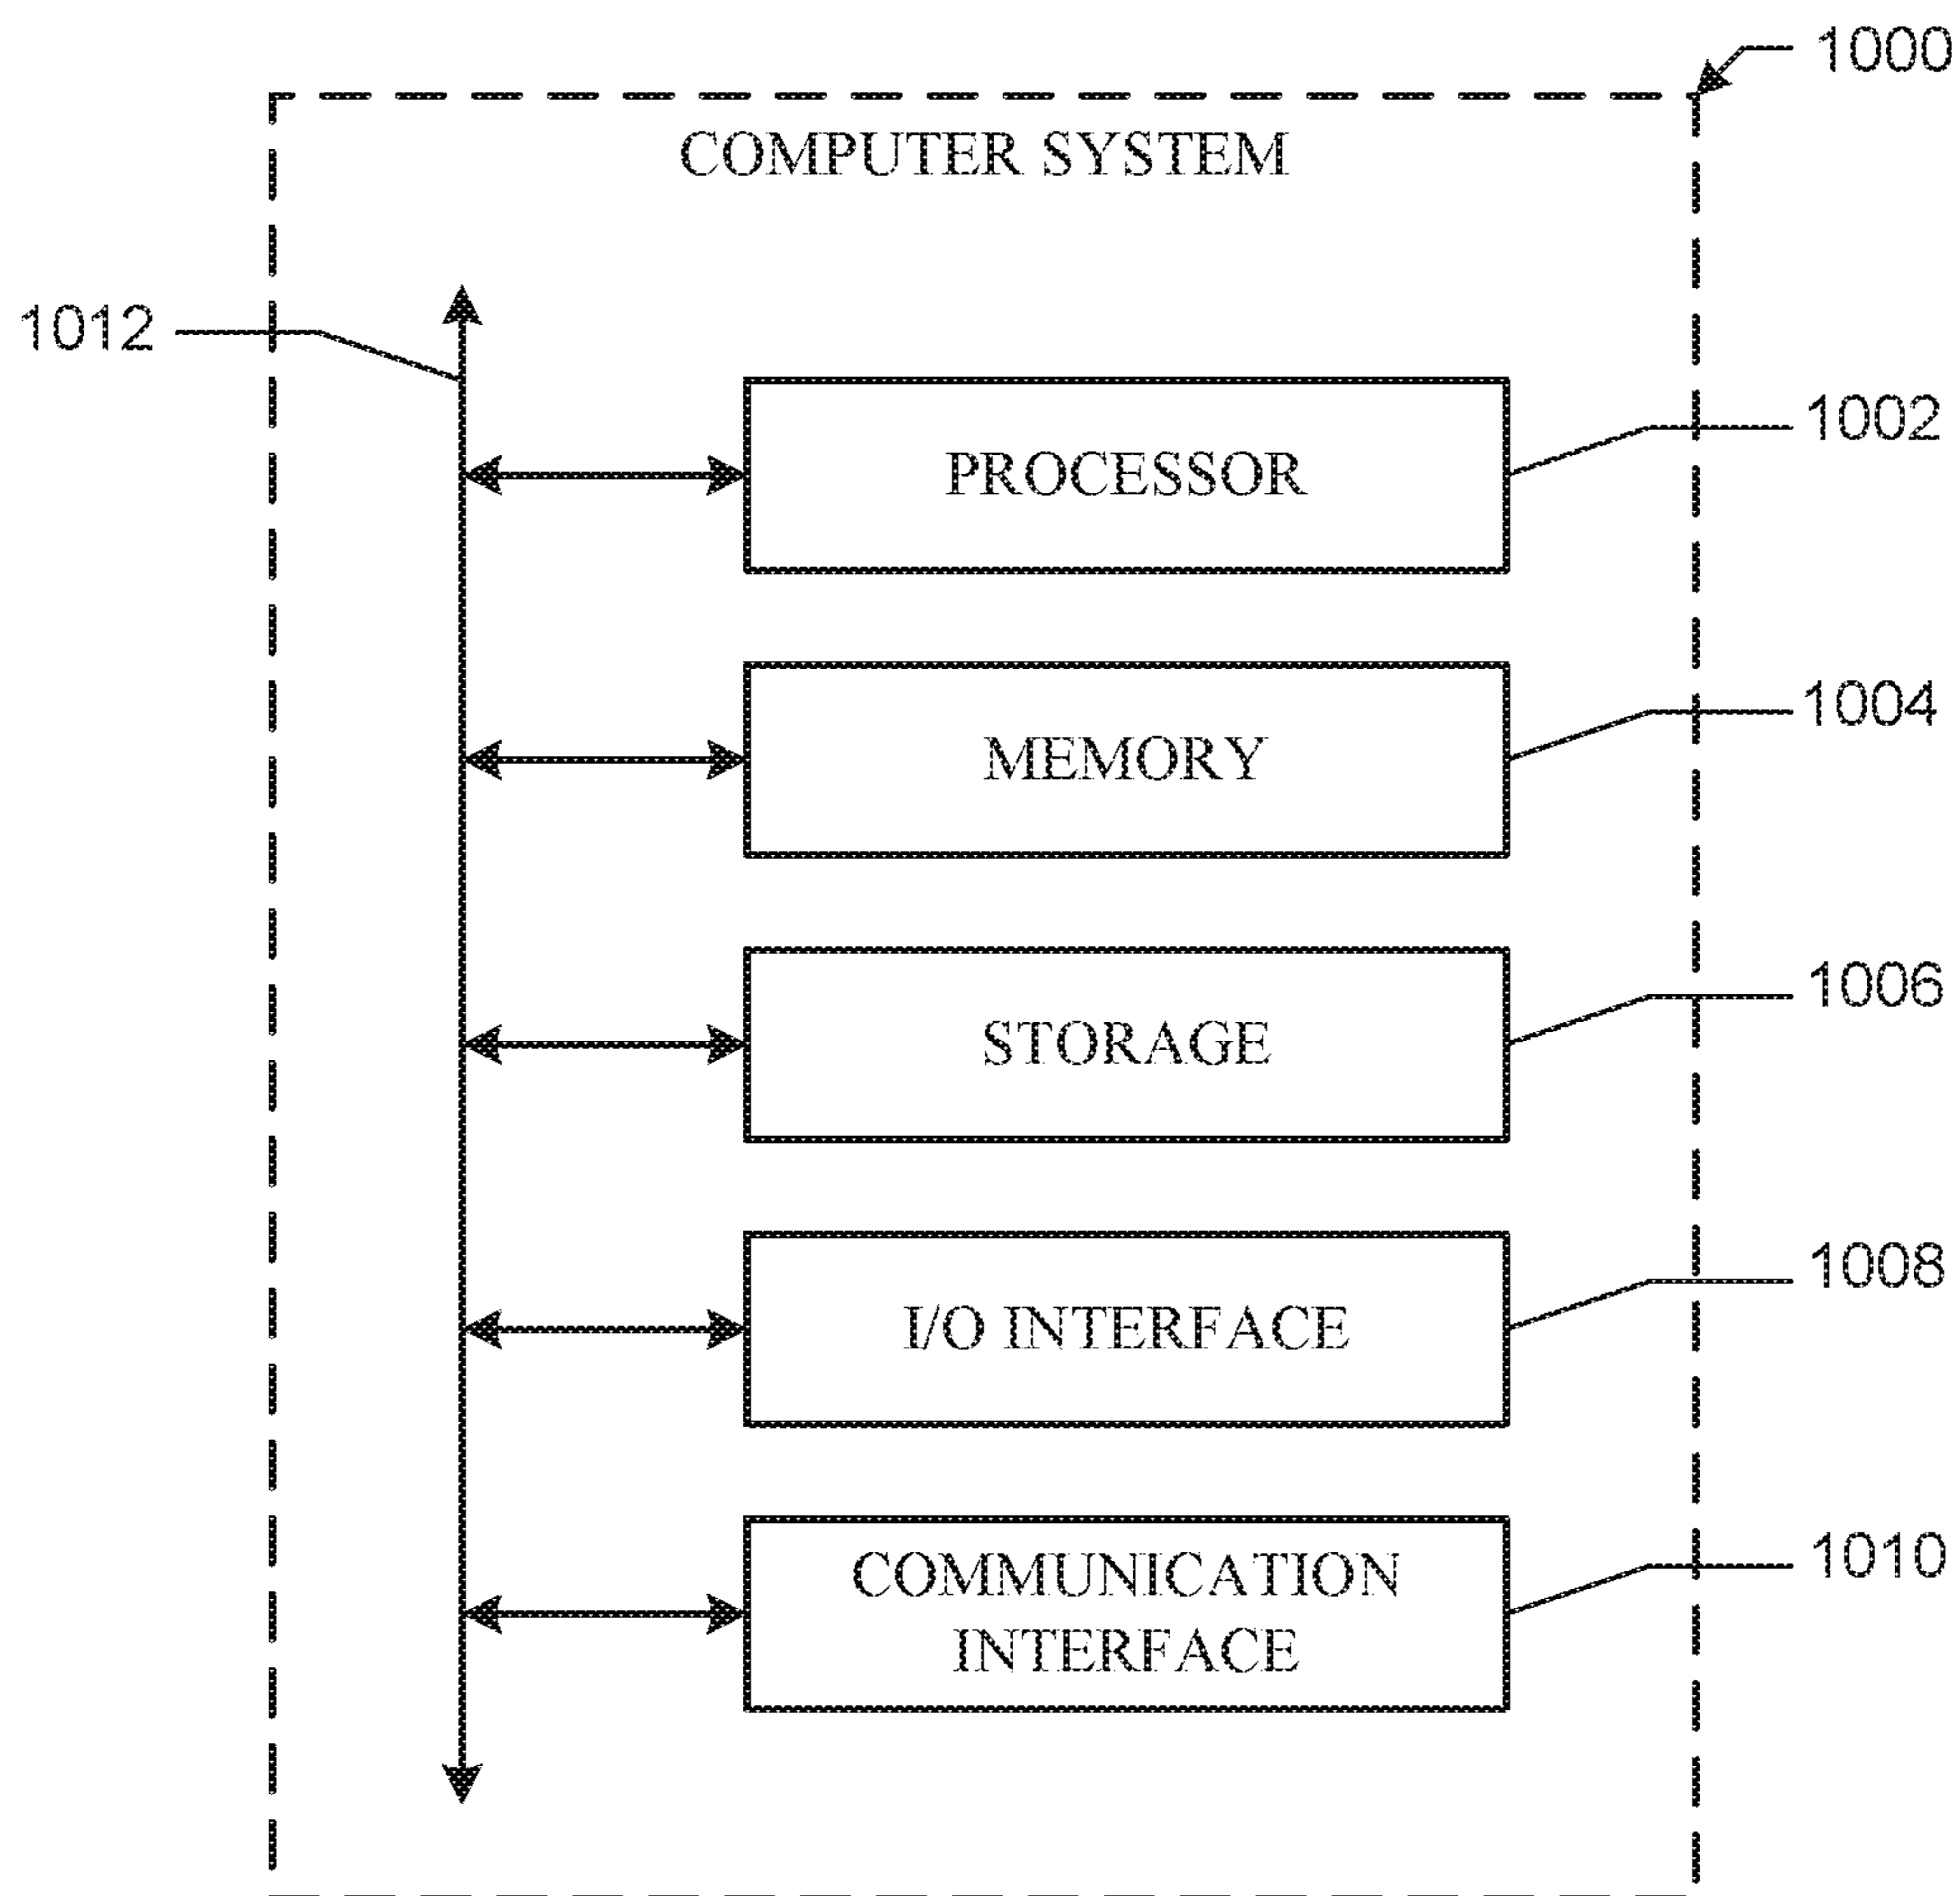 1000
COMPUTER SYSTEM
1012
1002
PROCESSOR
1004
MEMORY
1006
STORAGE
1008
I/O INTERFACE
1010
COMMUNICATION
INTERFACE